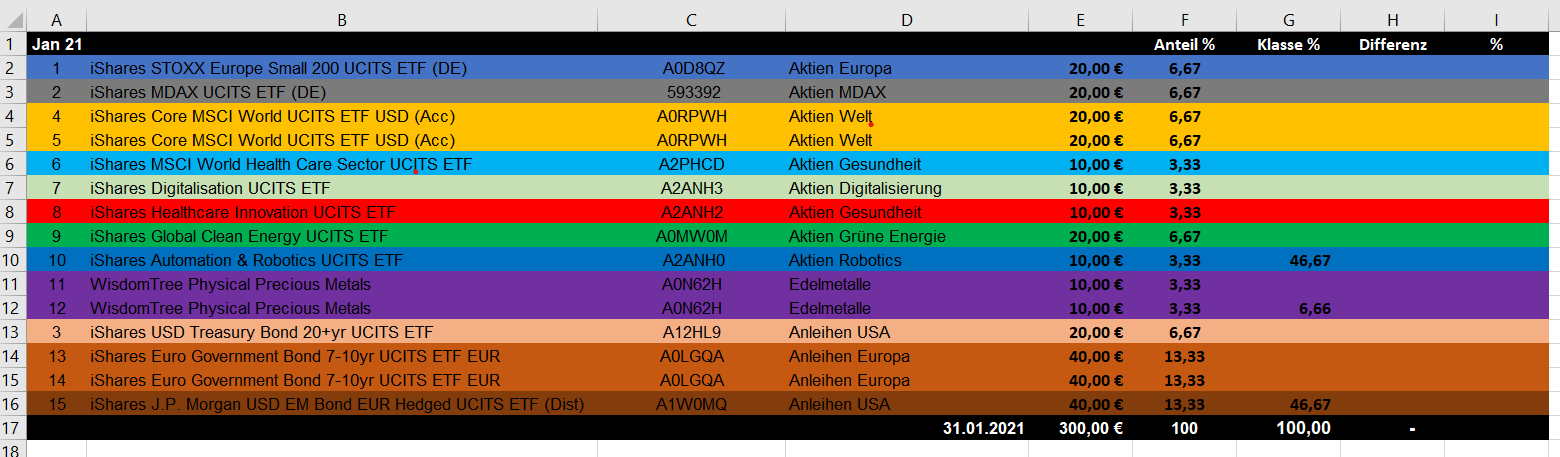 A B C D E F G H I
1 Jan 21 Anteil % Klasse % Differenz %
2 1 iShares STOXX Europe Small 200 UCITS ETF (DE) A0D8QZ Aktien Europa 20,00 € 6,67
3 2 iShares MDAX UCITS ETF (DE) 593392 Aktien MDAX 20,00 € 6,67
4 4 iShares Core MSCI World UCITS ETF USD (Acc) A0RPWH Aktien Welt 20,00 € 6,67
5 5 iShares Core MSCI World UCITS ETF USD (Acc) A0RPWH Aktien Welt 20,00 € 6,67
6 6 iShares MSCI World Health Care Sector UCITS ETF A2PHCD Aktien Gesundheit 10,00 € 3,33
7 7 iShares Digitalisation UCITS ETF A2ANH3 Aktien Digitalisierung 10,00 € 3,33
8 8 iShares Healthcare Innovation UCITS ETF A2ANH2 Aktien Gesundheit 10,00 € 3,33
9 9 iShares Global Clean Energy UCITS ETF A0MW0M Aktien Grüne Energie 20,00 € 6,67
10 10 iShares Automation & Robotics UCITS ETF A2ANH0 Aktien Robotics 10,00 € 3,33 46,67
11 11 WisdomTree Physical Precious Metals A0N62H Edelmetalle 10,00 € 3,33
12 12 WisdomTree Physical Precious Metals A0N62H Edelmetalle 10,00 € 3,33 6,66
13 3 iShares USD Treasury Bond 20+yr UCITS ETF A12HL9 Anleihen USA 20,00 € 6,67
14 13 iShares Euro Government Bond 7-10yr UCITS ETF EUR A0LGQA Anleihen Europa 40,00 € 13,33
15 14 iShares Euro Government Bond 7-10yr UCITS ETF EUR A0LGQA Anleihen Europa 40,00 € 13,33
16 15 iShares J.P. Morgan USD EM Bond EUR Hedged UCITS ETF (Dist) A1W0MQ Anleihen USA 40,00 € 13,33 46,67
17 31.01.2021 300,00 € 100 100,00 -
18